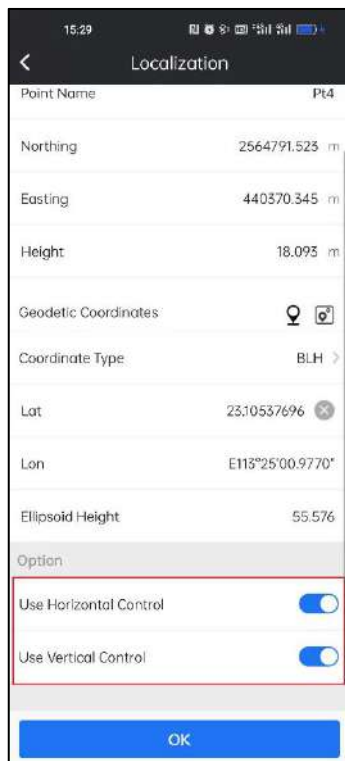 15:29
Localization
Point Name Pt4
Northing 2564791.523 m
Easting 440370.345 m
Height 18.093 m
Geodetic Coordinates
Coordinate Type BLH
Lat 23.10537696
Lon E113°25'00.9770"
Ellipsoid Height 55.576
Option
Use Horizontal Control
Use Vertical Control
OK